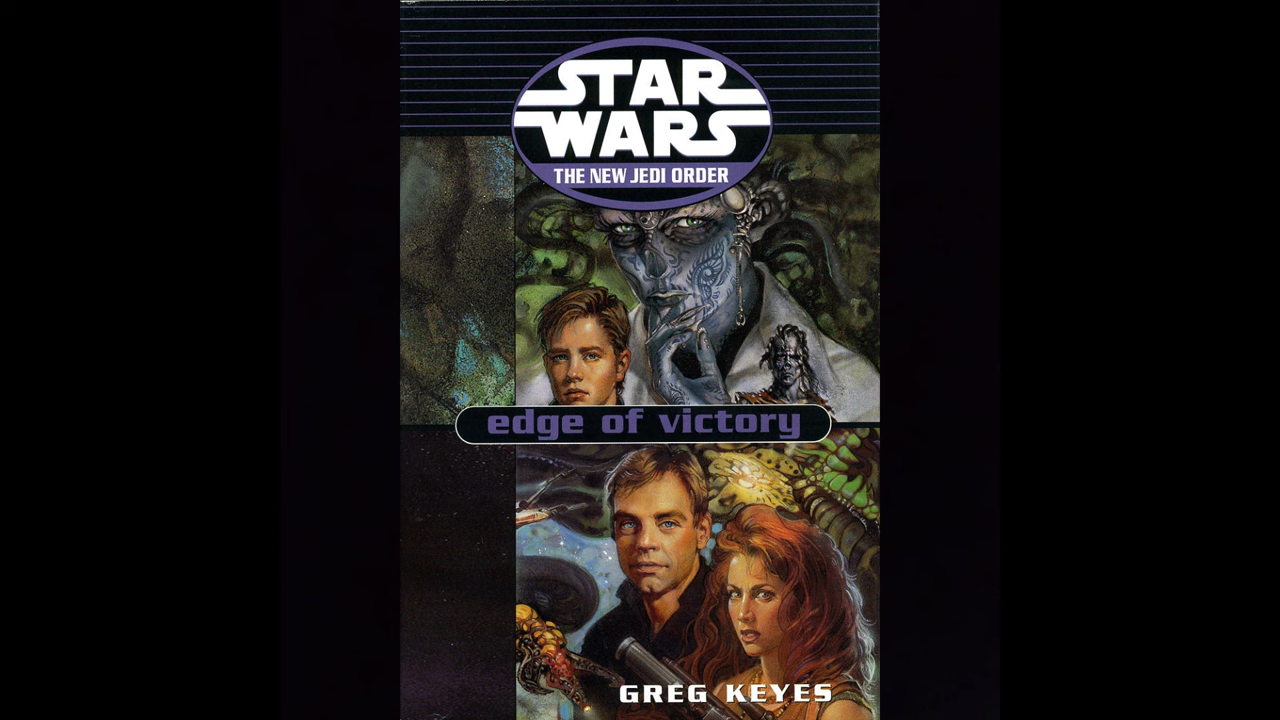 STAR
WARS
THE NEW JEDI ORDER
edge of victory
GREG KEYES